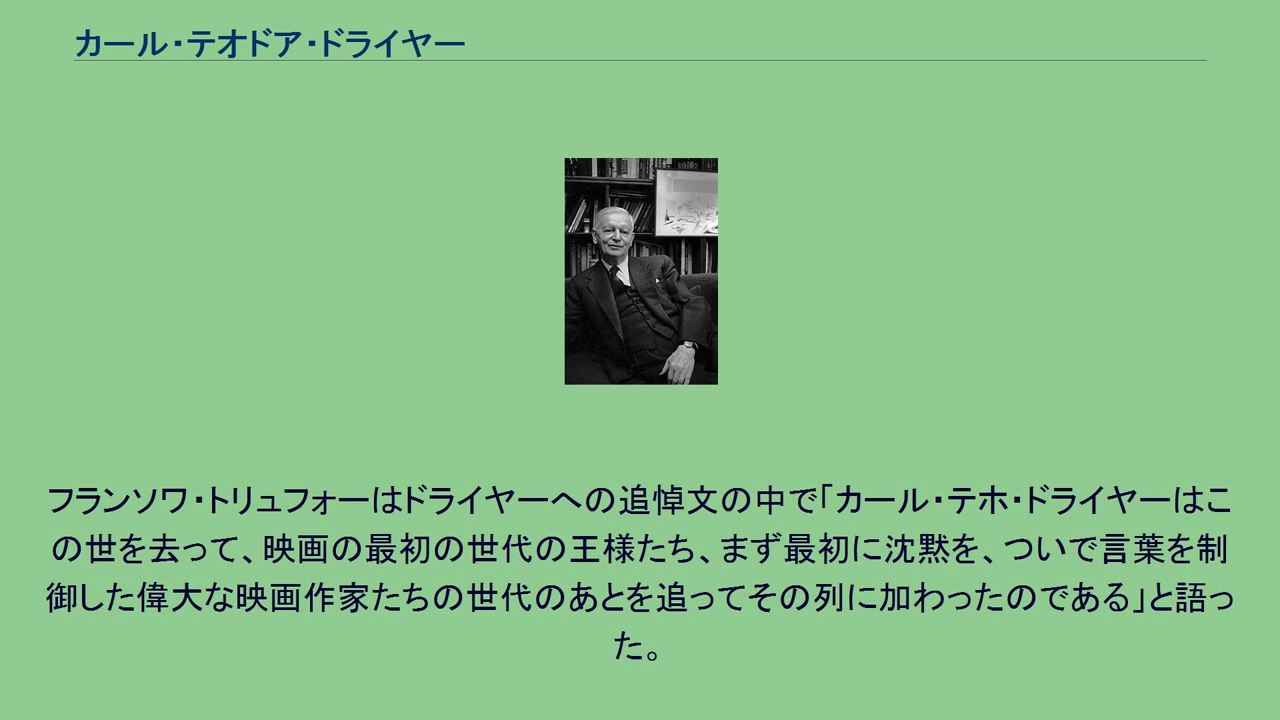 カール・テオドア・ドライヤー
フランソワ・トリュフォーはドライヤーへの追悼文の中で「カール・テホ・ドライヤーはこ
の世を去って、映画の最初の世代の王様たち、まず最初に沈黙を、ついで言葉を制
御した偉大な映画作家たちの世代のあとを追ってその列に加わったのである」と語っ
た。